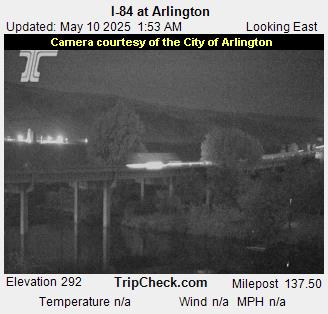 I-84 at Arlington
Updated: May 10 2025 1:53 AM Looking East
Camera courtesy of the City of Arlington
Elevation 292 TripCheck.com Milepost 137.50
Temperature n/a Wind n/a MPH n/a